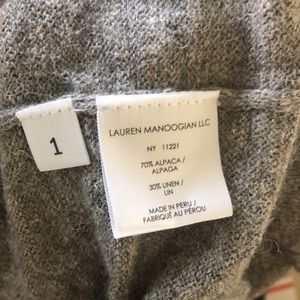 1
LAUREN MANOOGIAN LLC
NY 11221
70% ALPACA /
ALPAGA
30% LINEN /
LIN
MADE IN PERU /
FABRIQUÉ AU PÉROU